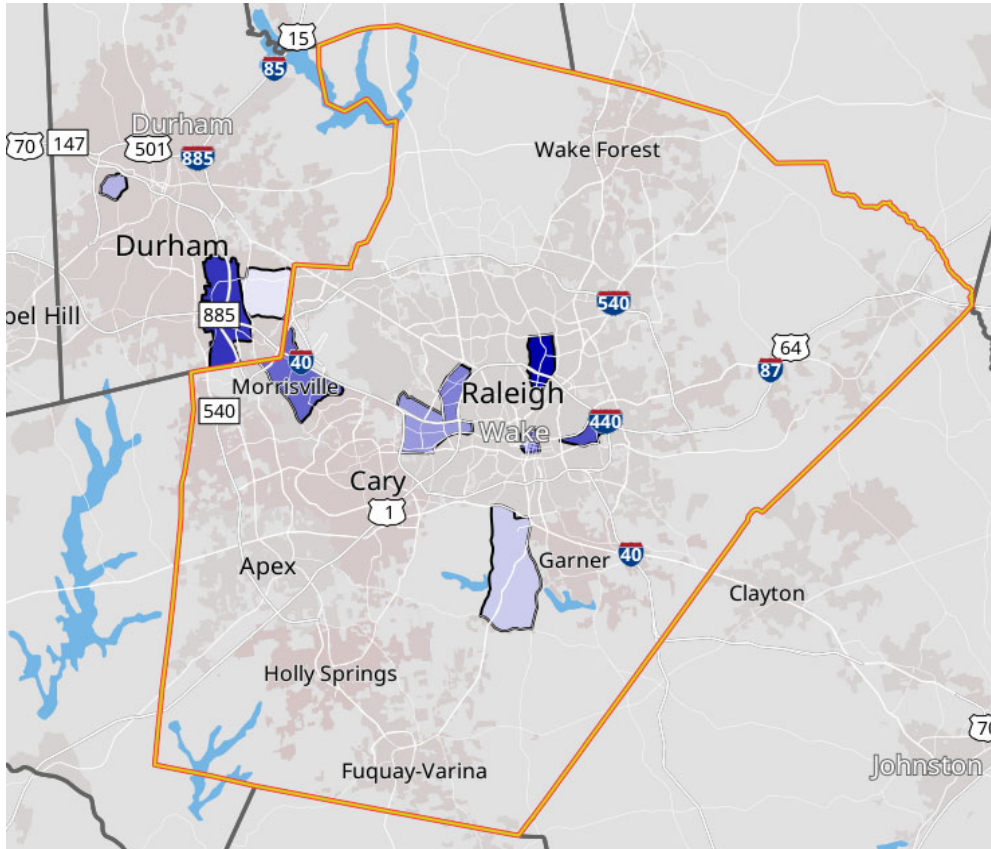 15
85
Durham
70
147
501
885
Wake Forest
Durham
pel Hill
885
540
64
87
40
Morrisville
Raleigh
540
440
Wake
Cary
1
Apex
Garner
40
Clayton
Holly Springs
70
Fuquay-Varina
Johnston